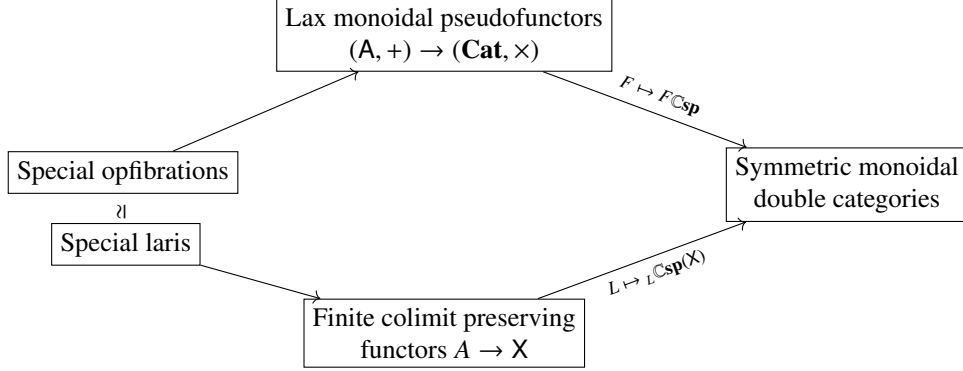 Lax monoidal pseudofunctors
(A, +) → (Cat, ×)
F ↦ FℂSP
Special opfibrations
≃
Special laris
Symmetric monoidal
double categories
L ↦ LℂSP(X)
Finite colimit preserving
functors A → X